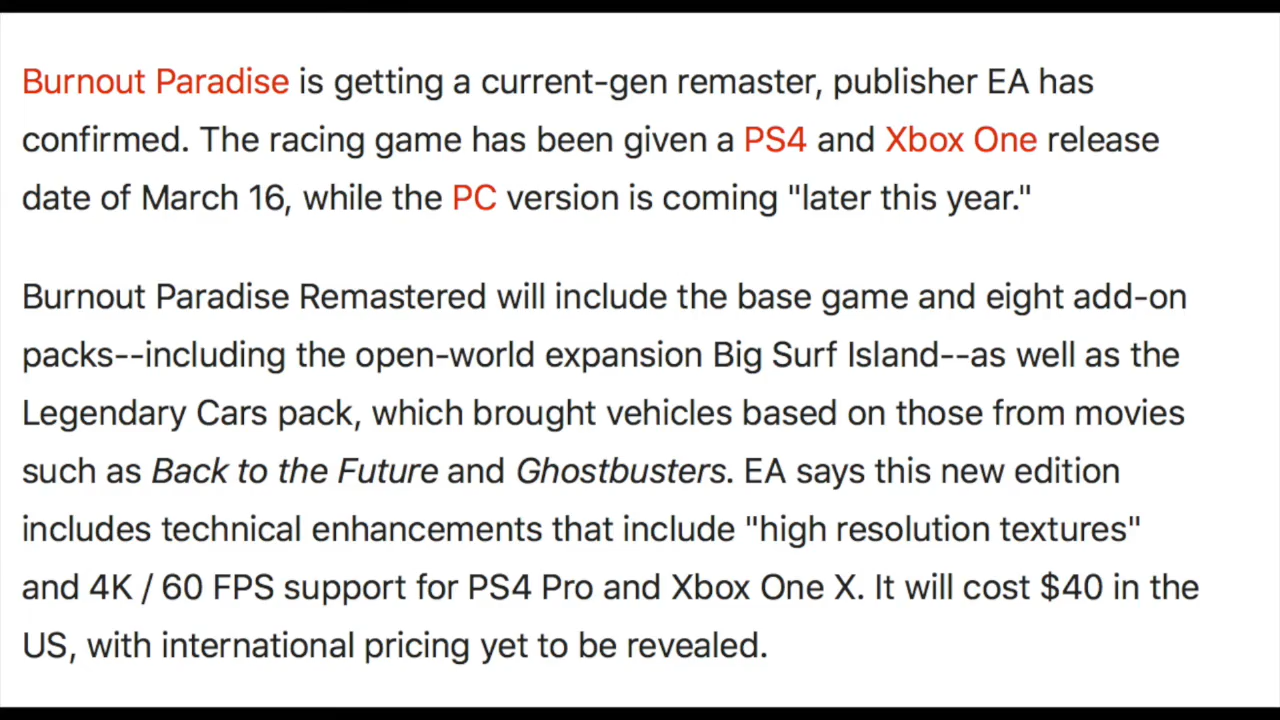 Burnout Paradise is getting a current-gen remaster, publisher EA has
confirmed. The racing game has been given a PS4 and Xbox One release
date of March 16, while the PC version is coming "later this year."
Burnout Paradise Remastered will include the base game and eight add-on
packs--including the open-world expansion Big Surf Island--as well as the
Legendary Cars pack, which brought vehicles based on those from movies
such as Back to the Future and Ghostbusters. EA says this new edition
includes technical enhancements that include "high resolution textures"
and 4K / 60 FPS support for PS4 Pro and Xbox One X. It will cost $40 in the
US, with international pricing yet to be revealed.